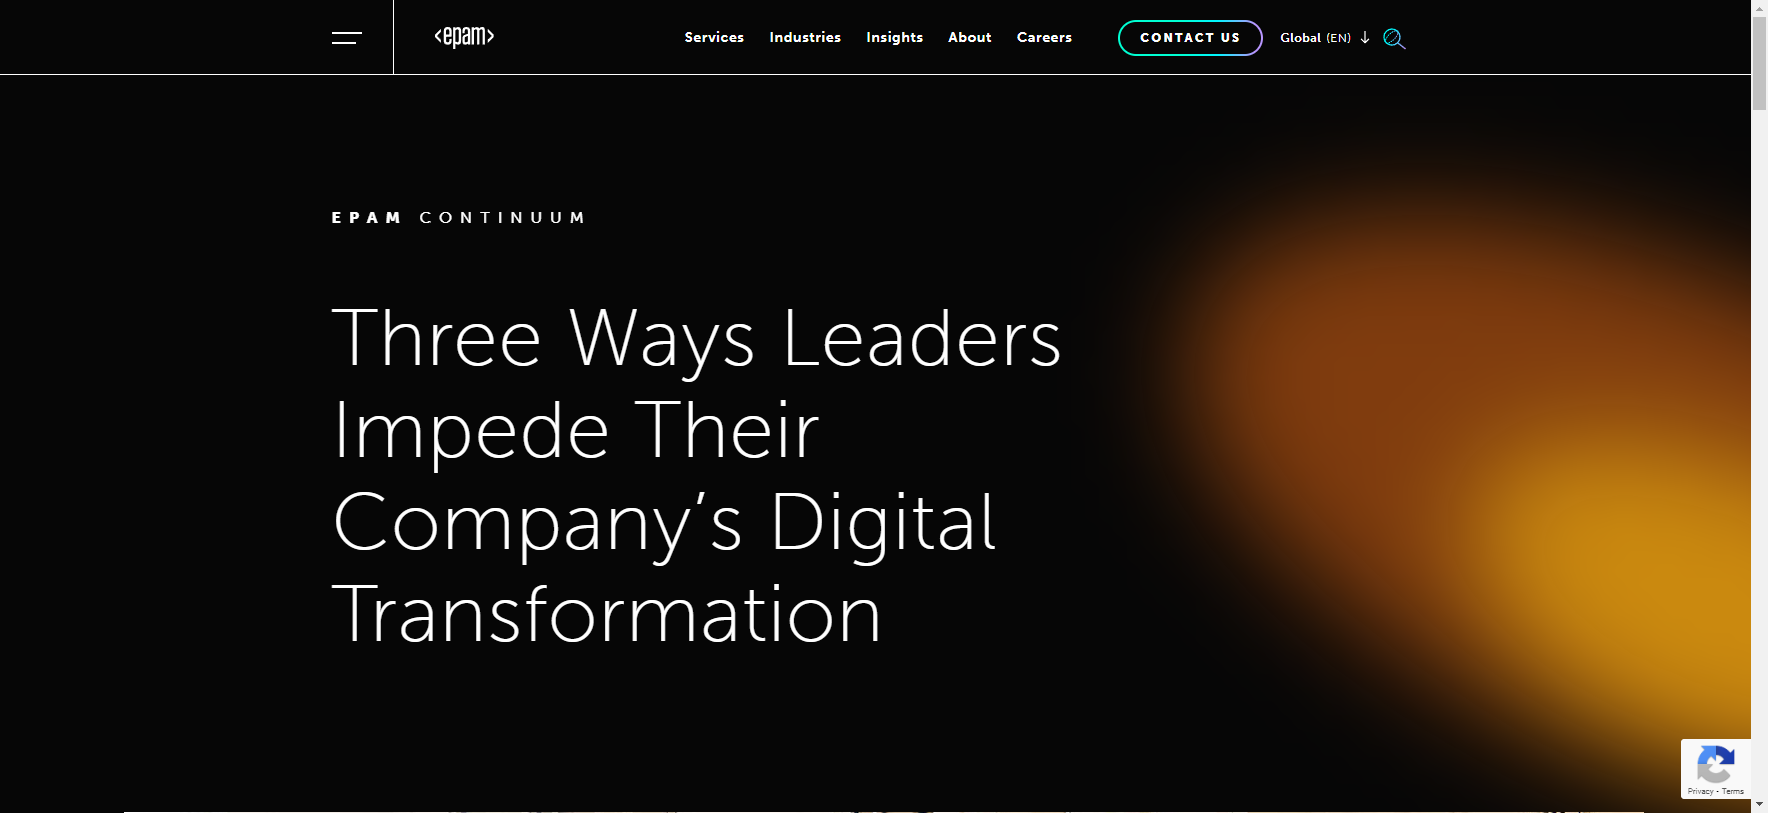 <epam>
Services Industries Insights About Careers CONTACT US Global (EN)
EPAM CONTINUUM
Three Ways Leaders
Impede Their
Company’s Digital
Transformation
Privacy - Terms